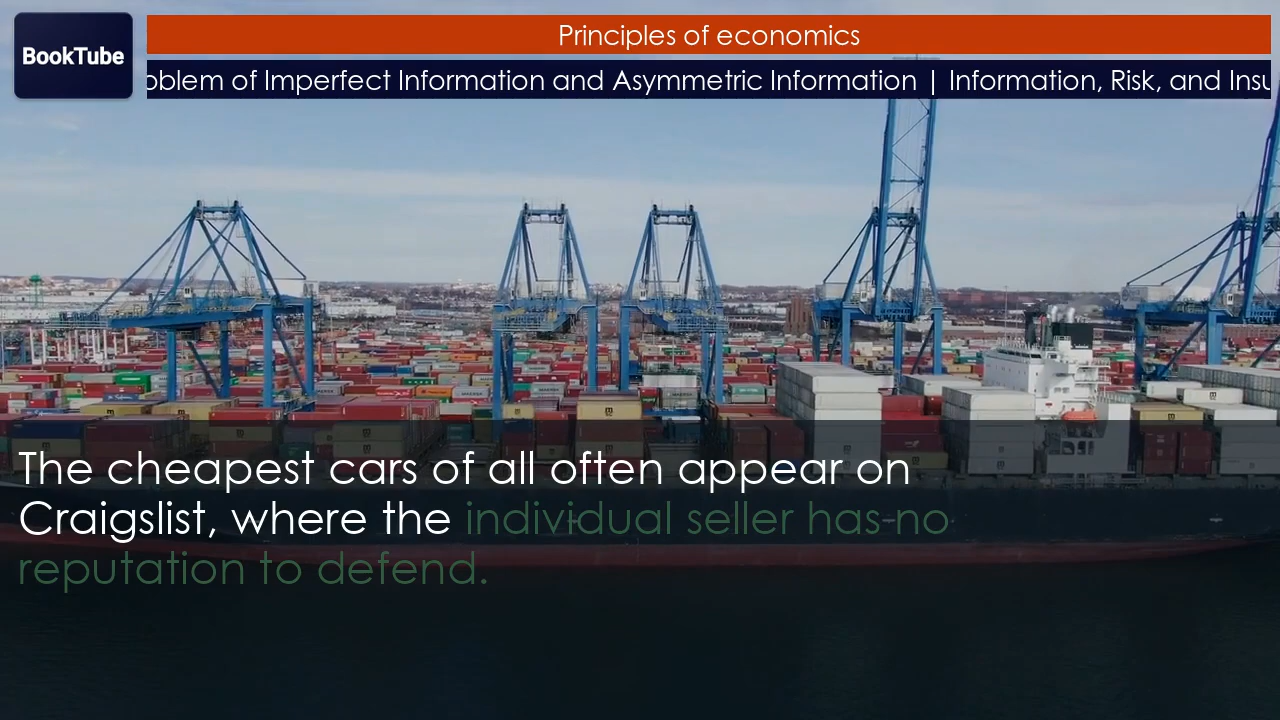 BookTube
Principles of economics
oblem of Imperfect Information and Asymmetric Information | Information, Risk, and Insu
The cheapest cars of all often appear on
Craigslist, where the individual seller has no
reputation to defend.